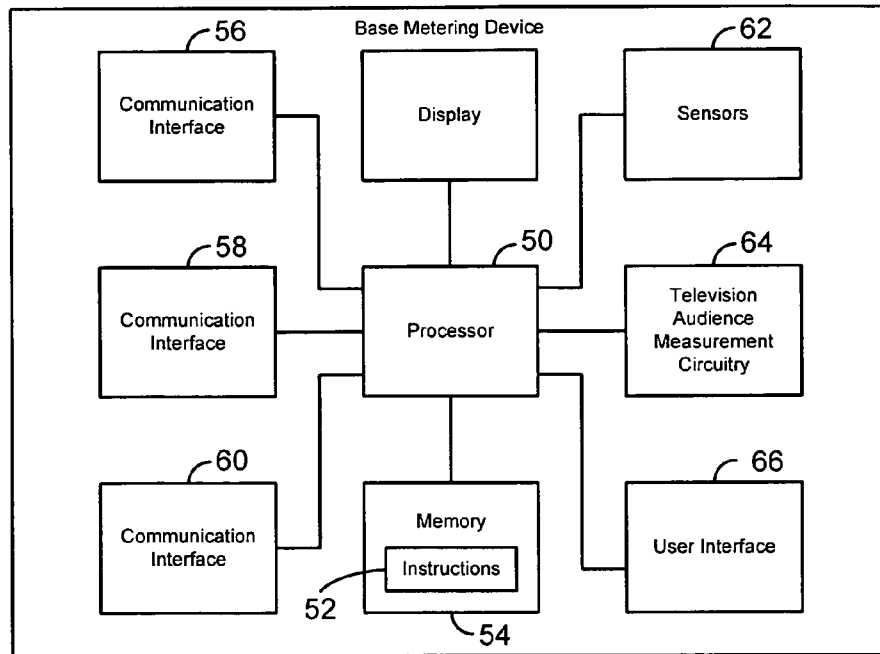 Base Metering Device
56
62
Communication
Interface
Display
Sensors
58
50
64
Communication
Interface
Processor
Television
Audience
Measurement
Circuitry
60
66
Communication
Interface
Memory
Instructions
User Interface
52
54